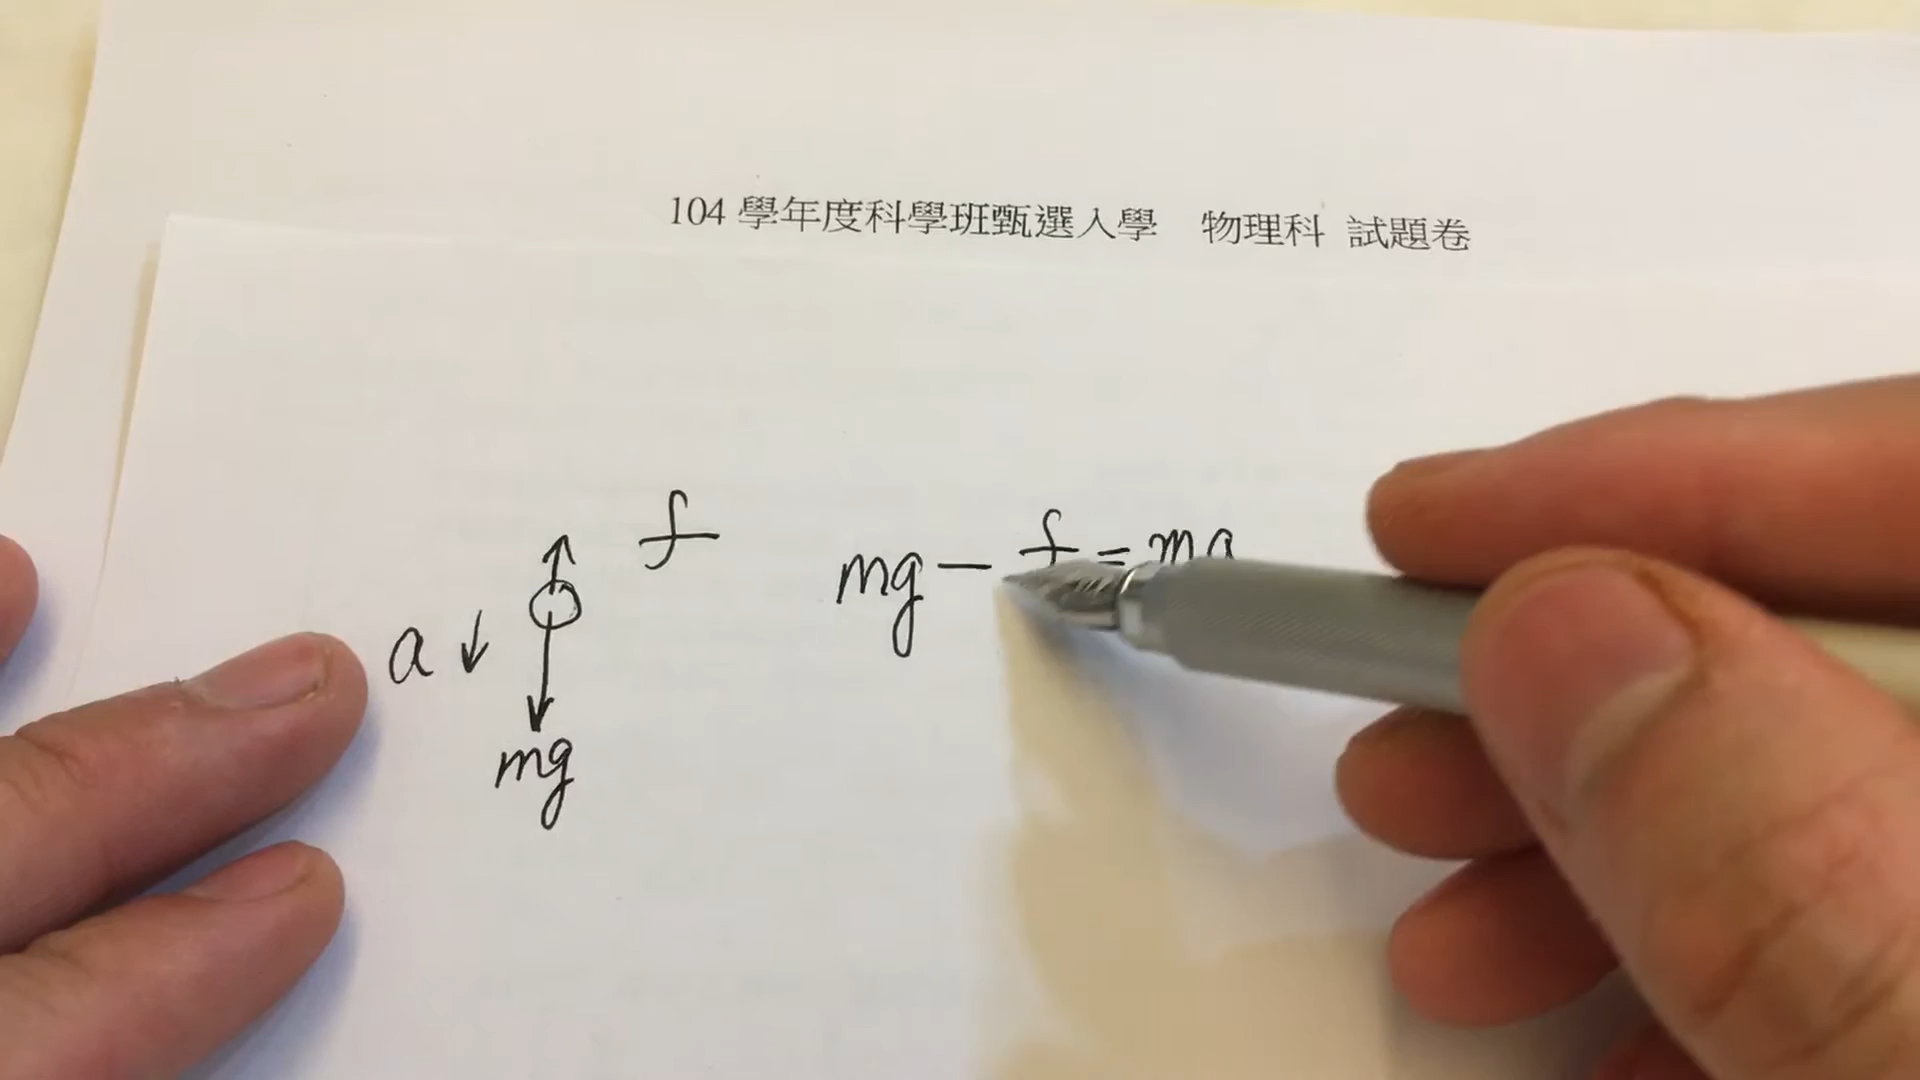 104 學年度科學班甄選入學 物理科 試題卷
f
mg − f = ma
a
mg